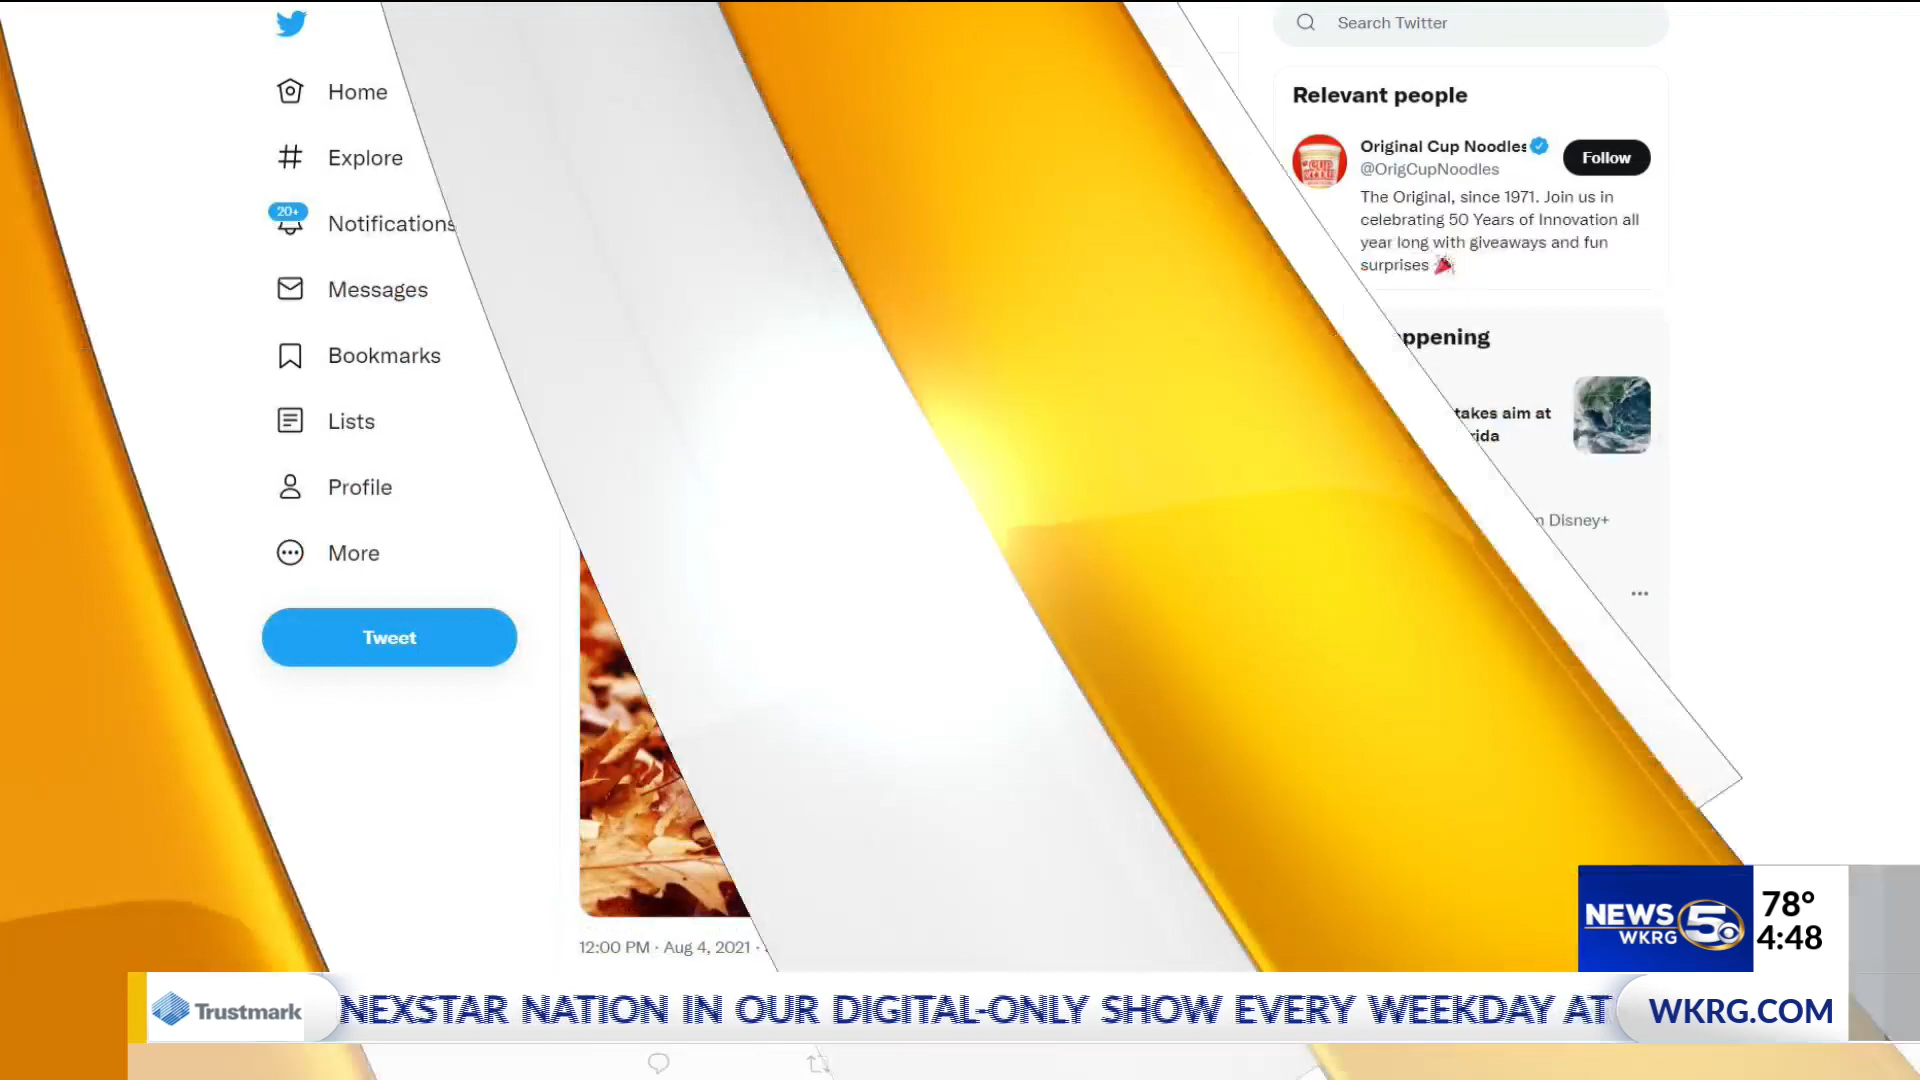 Home
Explore
20+
Notifications
Messages
Bookmarks
Lists
Profile
More
Tweet
12:00 PM · Aug 4, 2021 ·
Search Twitter
Relevant people
Original Cup Noodles
@OrigCupNoodles
Follow
The Original, since 1971. Join us in
celebrating 50 Years of Innovation all
year long with giveaways and fun
surprises
ppening
takes aim at
rida
n Disney+
NEWS 5
WKRG
78°
4:48
Trustmark
NEXSTAR NATION IN OUR DIGITAL-ONLY SHOW EVERY WEEKDAY AT
WKRG.COM